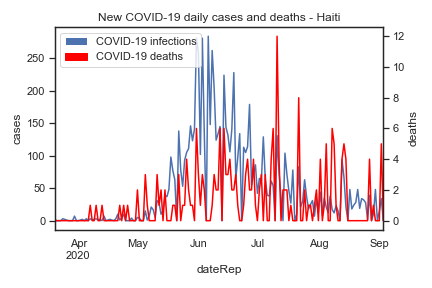 New COVID-19 daily cases and deaths - Haiti
COVID-19 infections
COVID-19 deaths
250
200
150
100
50
0
cases
12
10
8
6
4
2
0
deaths
Apr
2020
May
Jun
Jul
Aug
Sep
dateRep